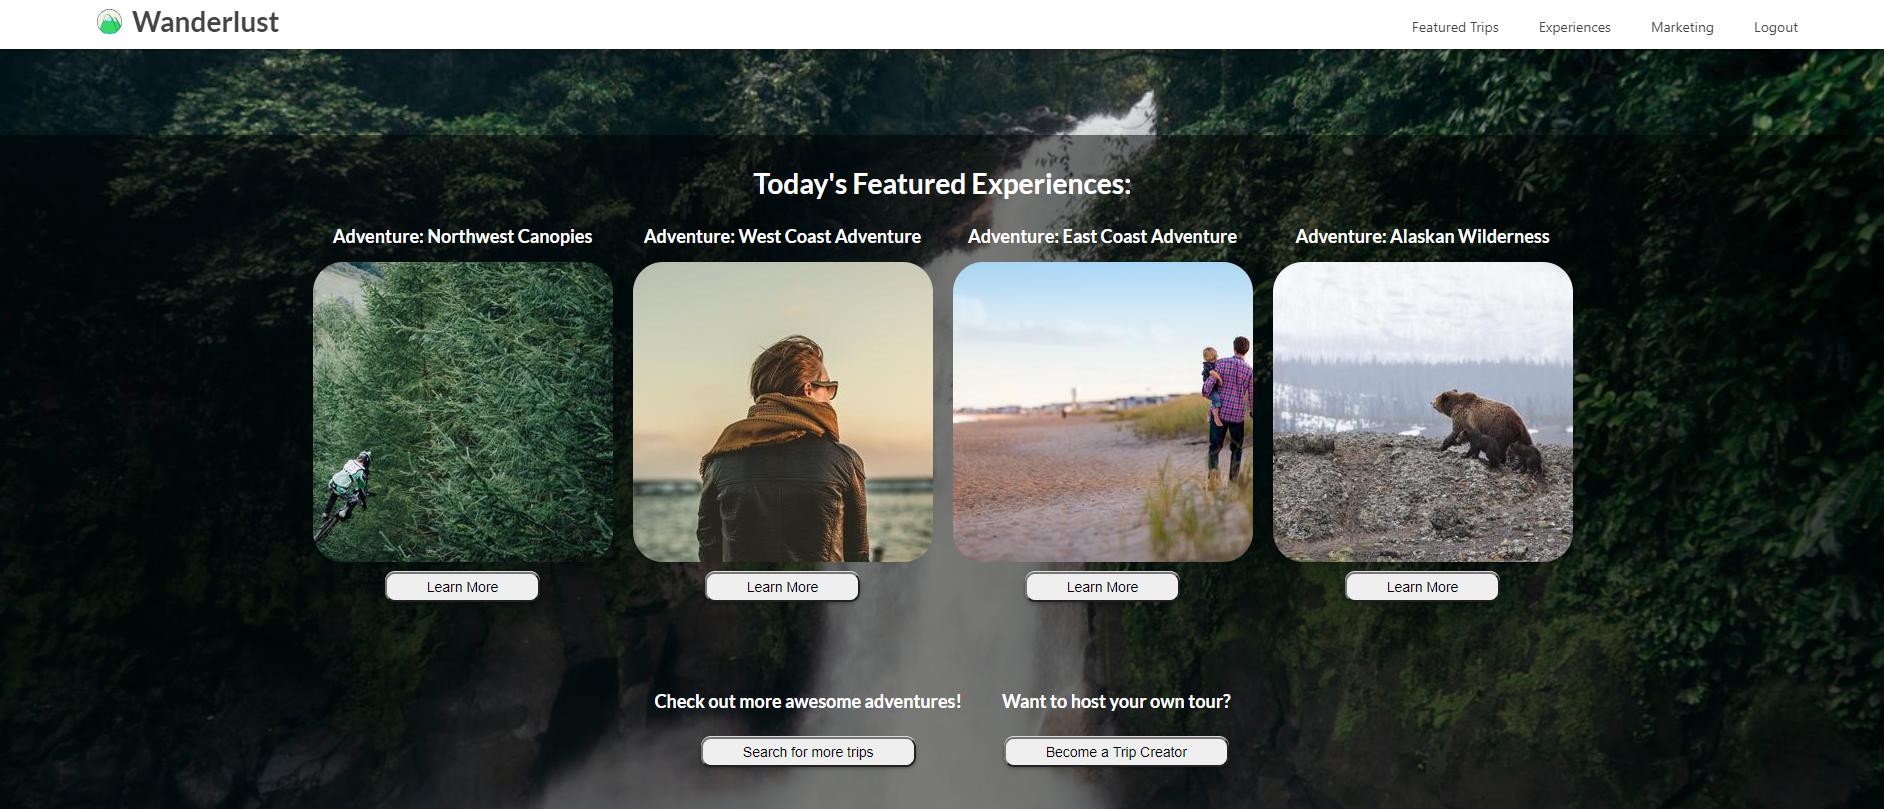 Wanderlust
Featured Trips
Experiences
Marketing
Logout
Today's Featured Experiences:
Adventure: Northwest Canopies
Adventure: West Coast Adventure
Adventure: East Coast Adventure
Adventure: Alaskan Wilderness
Learn More
Learn More
Learn More
Learn More
Check out more awesome adventures!
Want to host your own tour?
Search for more trips
Become a Trip Creator